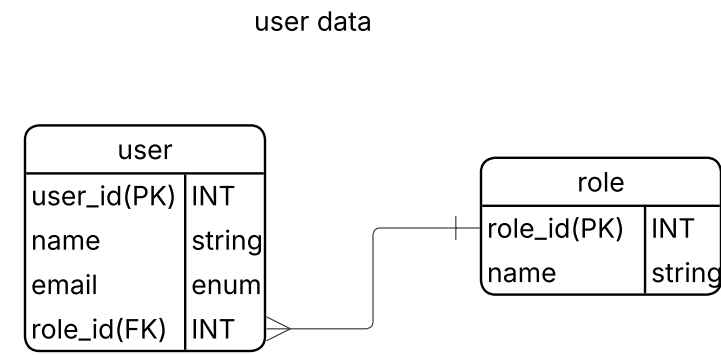 user data
user
user_id(PK) INT
name string
email enum
role_id(FK) INT
role
role_id(PK) INT
name string